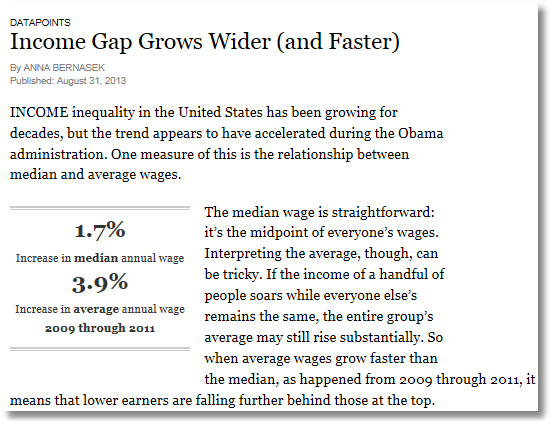 DATAPOINTS
Income Gap Grows Wider (and Faster)
By ANNA BERNASEK
Published: August 31, 2013
INCOME inequality in the United States has been growing for
decades, but the trend appears to have accelerated during the Obama
administration. One measure of this is the relationship between
median and average wages.
1.7%
Increase in median annual wage
3.9%
Increase in average annual wage
2009 through 2011
The median wage is straightforward:
it’s the midpoint of everyone’s wages.
Interpreting the average, though, can
be tricky. If the income of a handful of
people soars while everyone else’s
remains the same, the entire group’s
average may still rise substantially. So
when average wages grow faster than
the median, as happened from 2009 through 2011, it
means that lower earners are falling further behind those at the top.